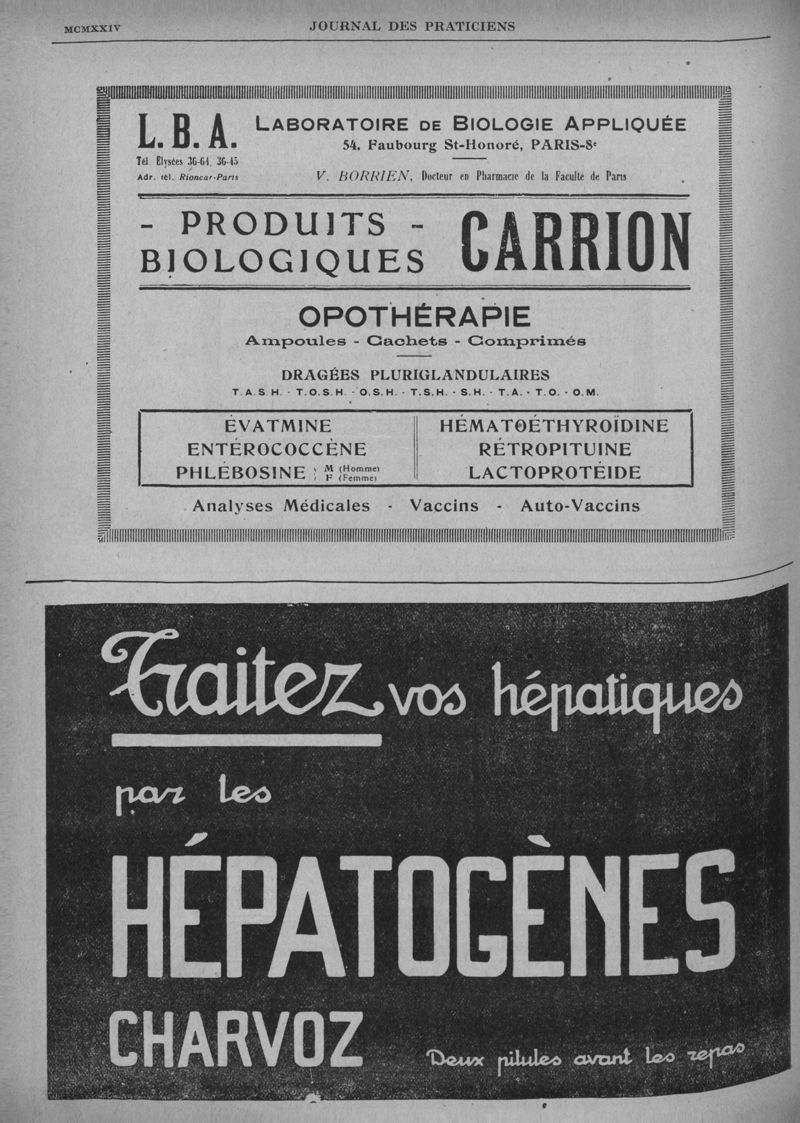 MCMXXIV
JOURNAL DES PRATICIENS
L.B.A.
Tél. Élysées 36-64, 36-45
Adr. tél. Rioncar-Paris
LABORATOIRE DE BIOLOGIE APPLIQUÉE
54, Faubourg St-Honoré, PARIS-8e
V. BORRIEN, Docteur en Pharmacie de la Faculté de Paris
- PRODUITS -
BIOLOGIQUES
CARRION
OPOTHÉRAPIE
Ampoules - Cachets - Comprimés
DRAGÉES PLURIGLANDULAIRES
T.A.S.H. - T.O.S.H. - O.S.H. - T.S.H. - S.H. - T.A. - T.O. - O.M.
ÉVATMINE
ENTÉROCOCCÈNE
PHLÉBOSINE } M (Homme)
F (Femme)
HÉMATOÉTHYROÏDINE
RÉTROPITUINE
LACTOPROTÉIDE
Analyses Médicales - Vaccins - Auto-Vaccins
Traitez vos hépatiques
par les
HÉPATOGÈNES
CHARVOZ
Deux pilules avant les repas